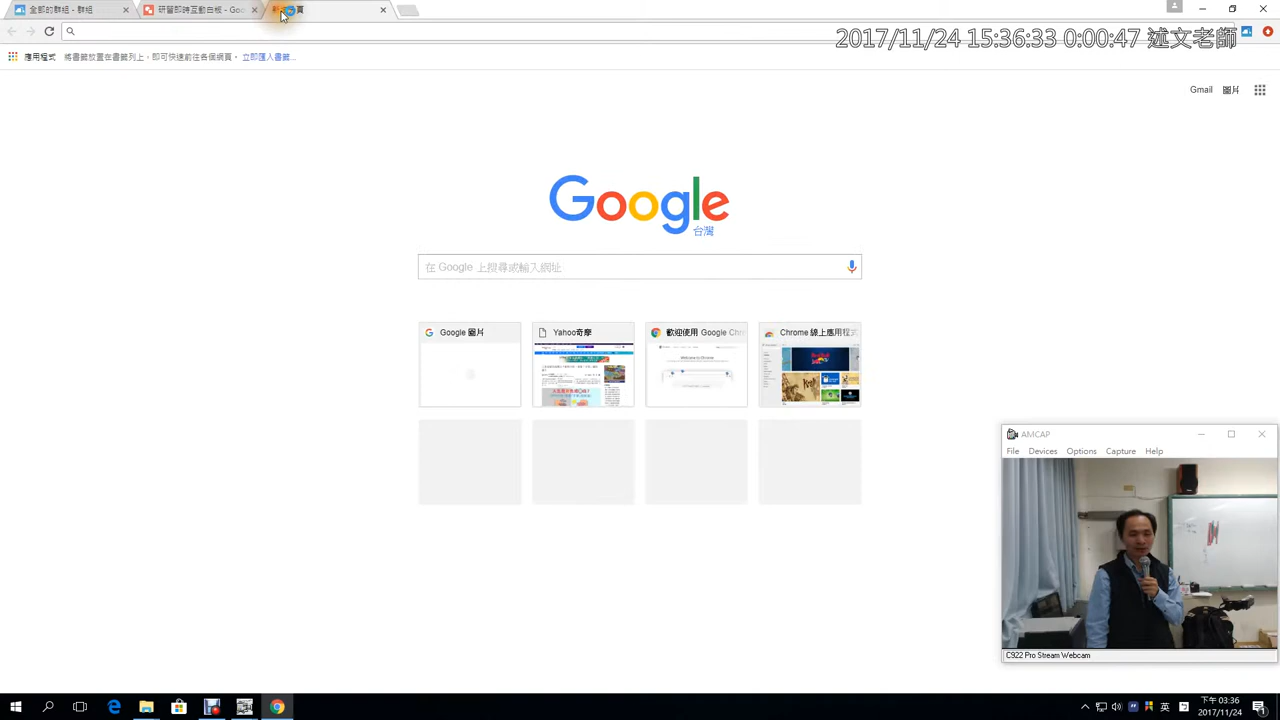 全部的群組 - 群組
研習即時互動白板 - Goo
2017/11/24 15:36:33 0:00:47 述文老師
應用程式 將書籤放置在書籤列上，即可快速前往各個網頁。 立即匯入書籤...
Gmail 圖片
Google
台灣
在 Google 上搜尋或輸入網址
Google 圖片
Yahoo奇摩
歡迎使用 Google Chr
Chrome 線上應用程式
AMCAP
File Devices Options Capture Help
C922 Pro Stream Webcam
英
下午 03:36
2017/11/24